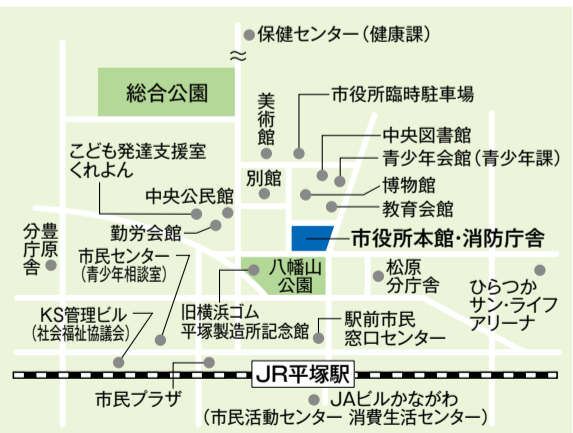 保健センター(健康課)
総合公園
美術館
市役所臨時駐車場
中央図書館
青少年会館(青少年課)
こども発達支援室
くれよん
別館
博物館
中央公民館
教育会館
勤労会館
市役所本館・消防庁舎
豊原
分庁舎
市民センター
(青少年相談室)
八幡山
公園
松原
分庁舎
ひらつか
サン・ライフ
アリーナ
旧横浜ゴム
平塚製造所記念館
KS管理ビル
(社会福祉協議会)
駅前市民
窓口センター
JR平塚駅
市民プラザ
JAビルかながわ
(市民活動センター 消費生活センター)